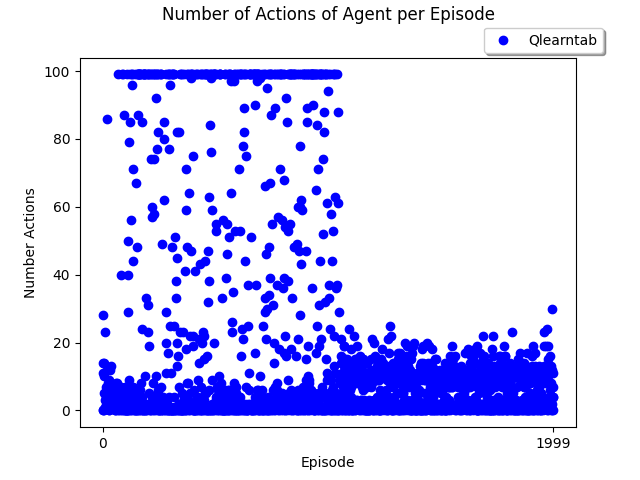 Number of Actions of Agent per Episode
Qlearntab
100
80
60
40
20
0
Number Actions
0
1999
Episode